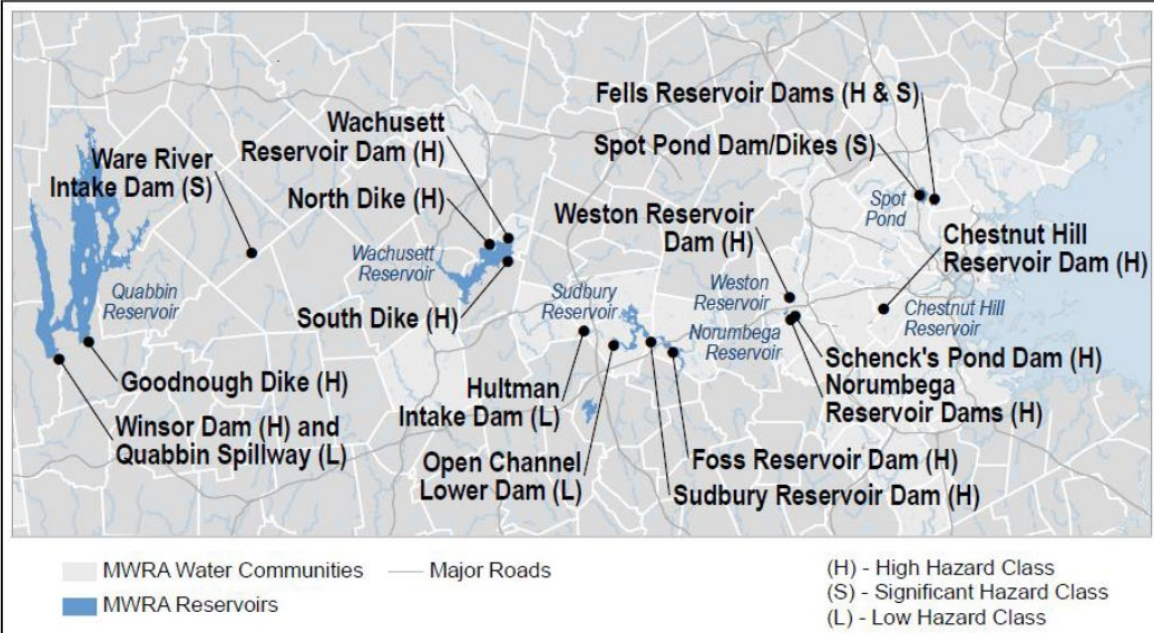 Fells Reservoir Dams (H & S)
Wachusett
Reservoir Dam (H)
Spot Pond Dam/Dikes (S)
Ware River
Intake Dam (S)
North Dike (H)
Spot
Pond
Weston Reservoir
Dam (H)
Chestnut Hill
Reservoir Dam (H)
Wachusett
Reservoir
Quabbin
Reservoir
Sudbury
Reservoir
Weston
Reservoir
Chestnut Hill
Reservoir
South Dike (H)
Norumbega
Reservoir
Schenck's Pond Dam (H)
Norumbega
Reservoir Dams (H)
Goodnough Dike (H)
Hultman
Intake Dam (L)
Winsor Dam (H) and
Quabbin Spillway (L)
Open Channel
Lower Dam (L)
Foss Reservoir Dam (H)
Sudbury Reservoir Dam (H)
MWRA Water Communities
Major Roads
MWRA Reservoirs
(H) - High Hazard Class
(S) - Significant Hazard Class
(L) - Low Hazard Class